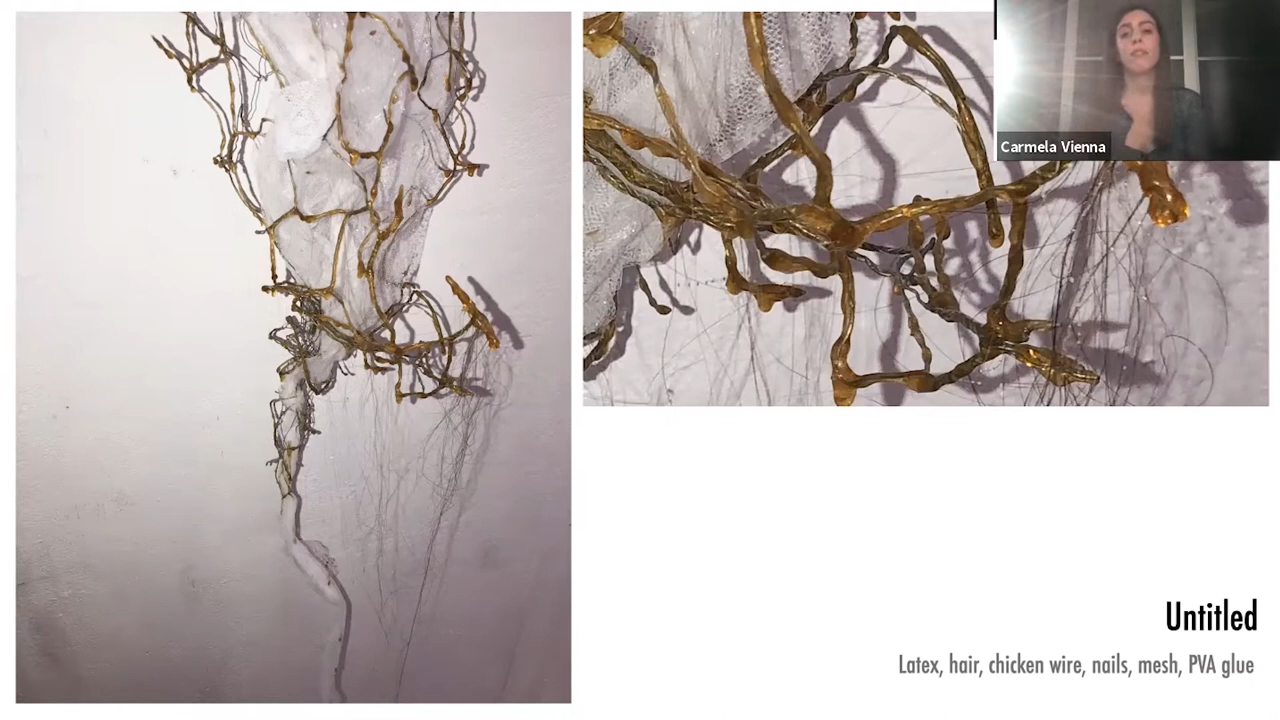 Carmela Vienna
Untitled
Latex, hair, chicken wire, nails, mesh, PVA glue